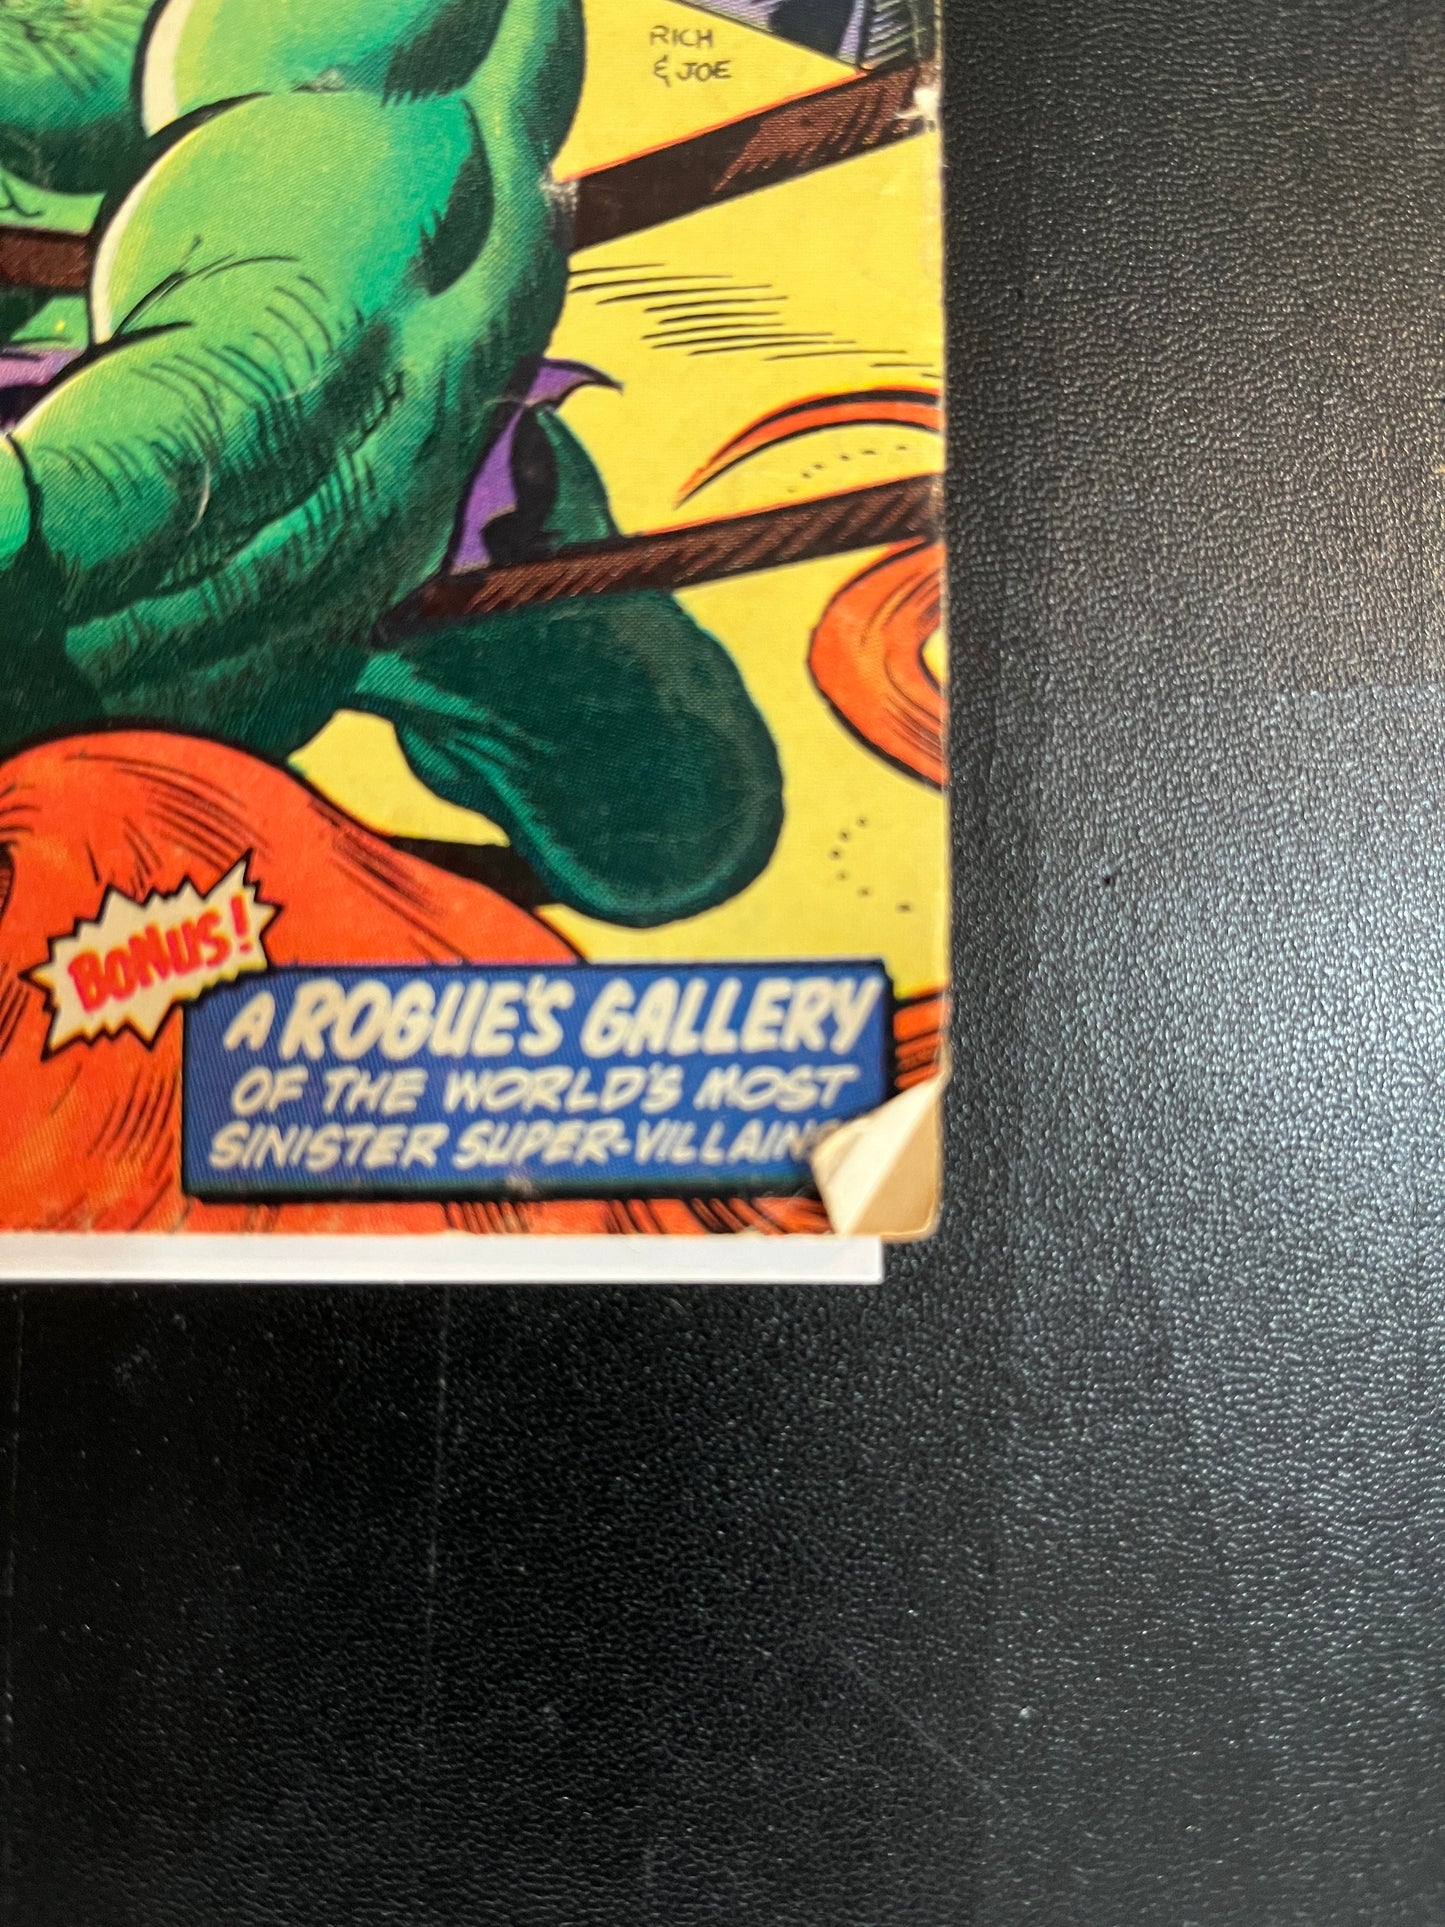 RICH
& JOE
BONUS!
A ROGUE'S GALLERY
OF THE WORLD'S MOST
SINISTER SUPER-VILLAINS